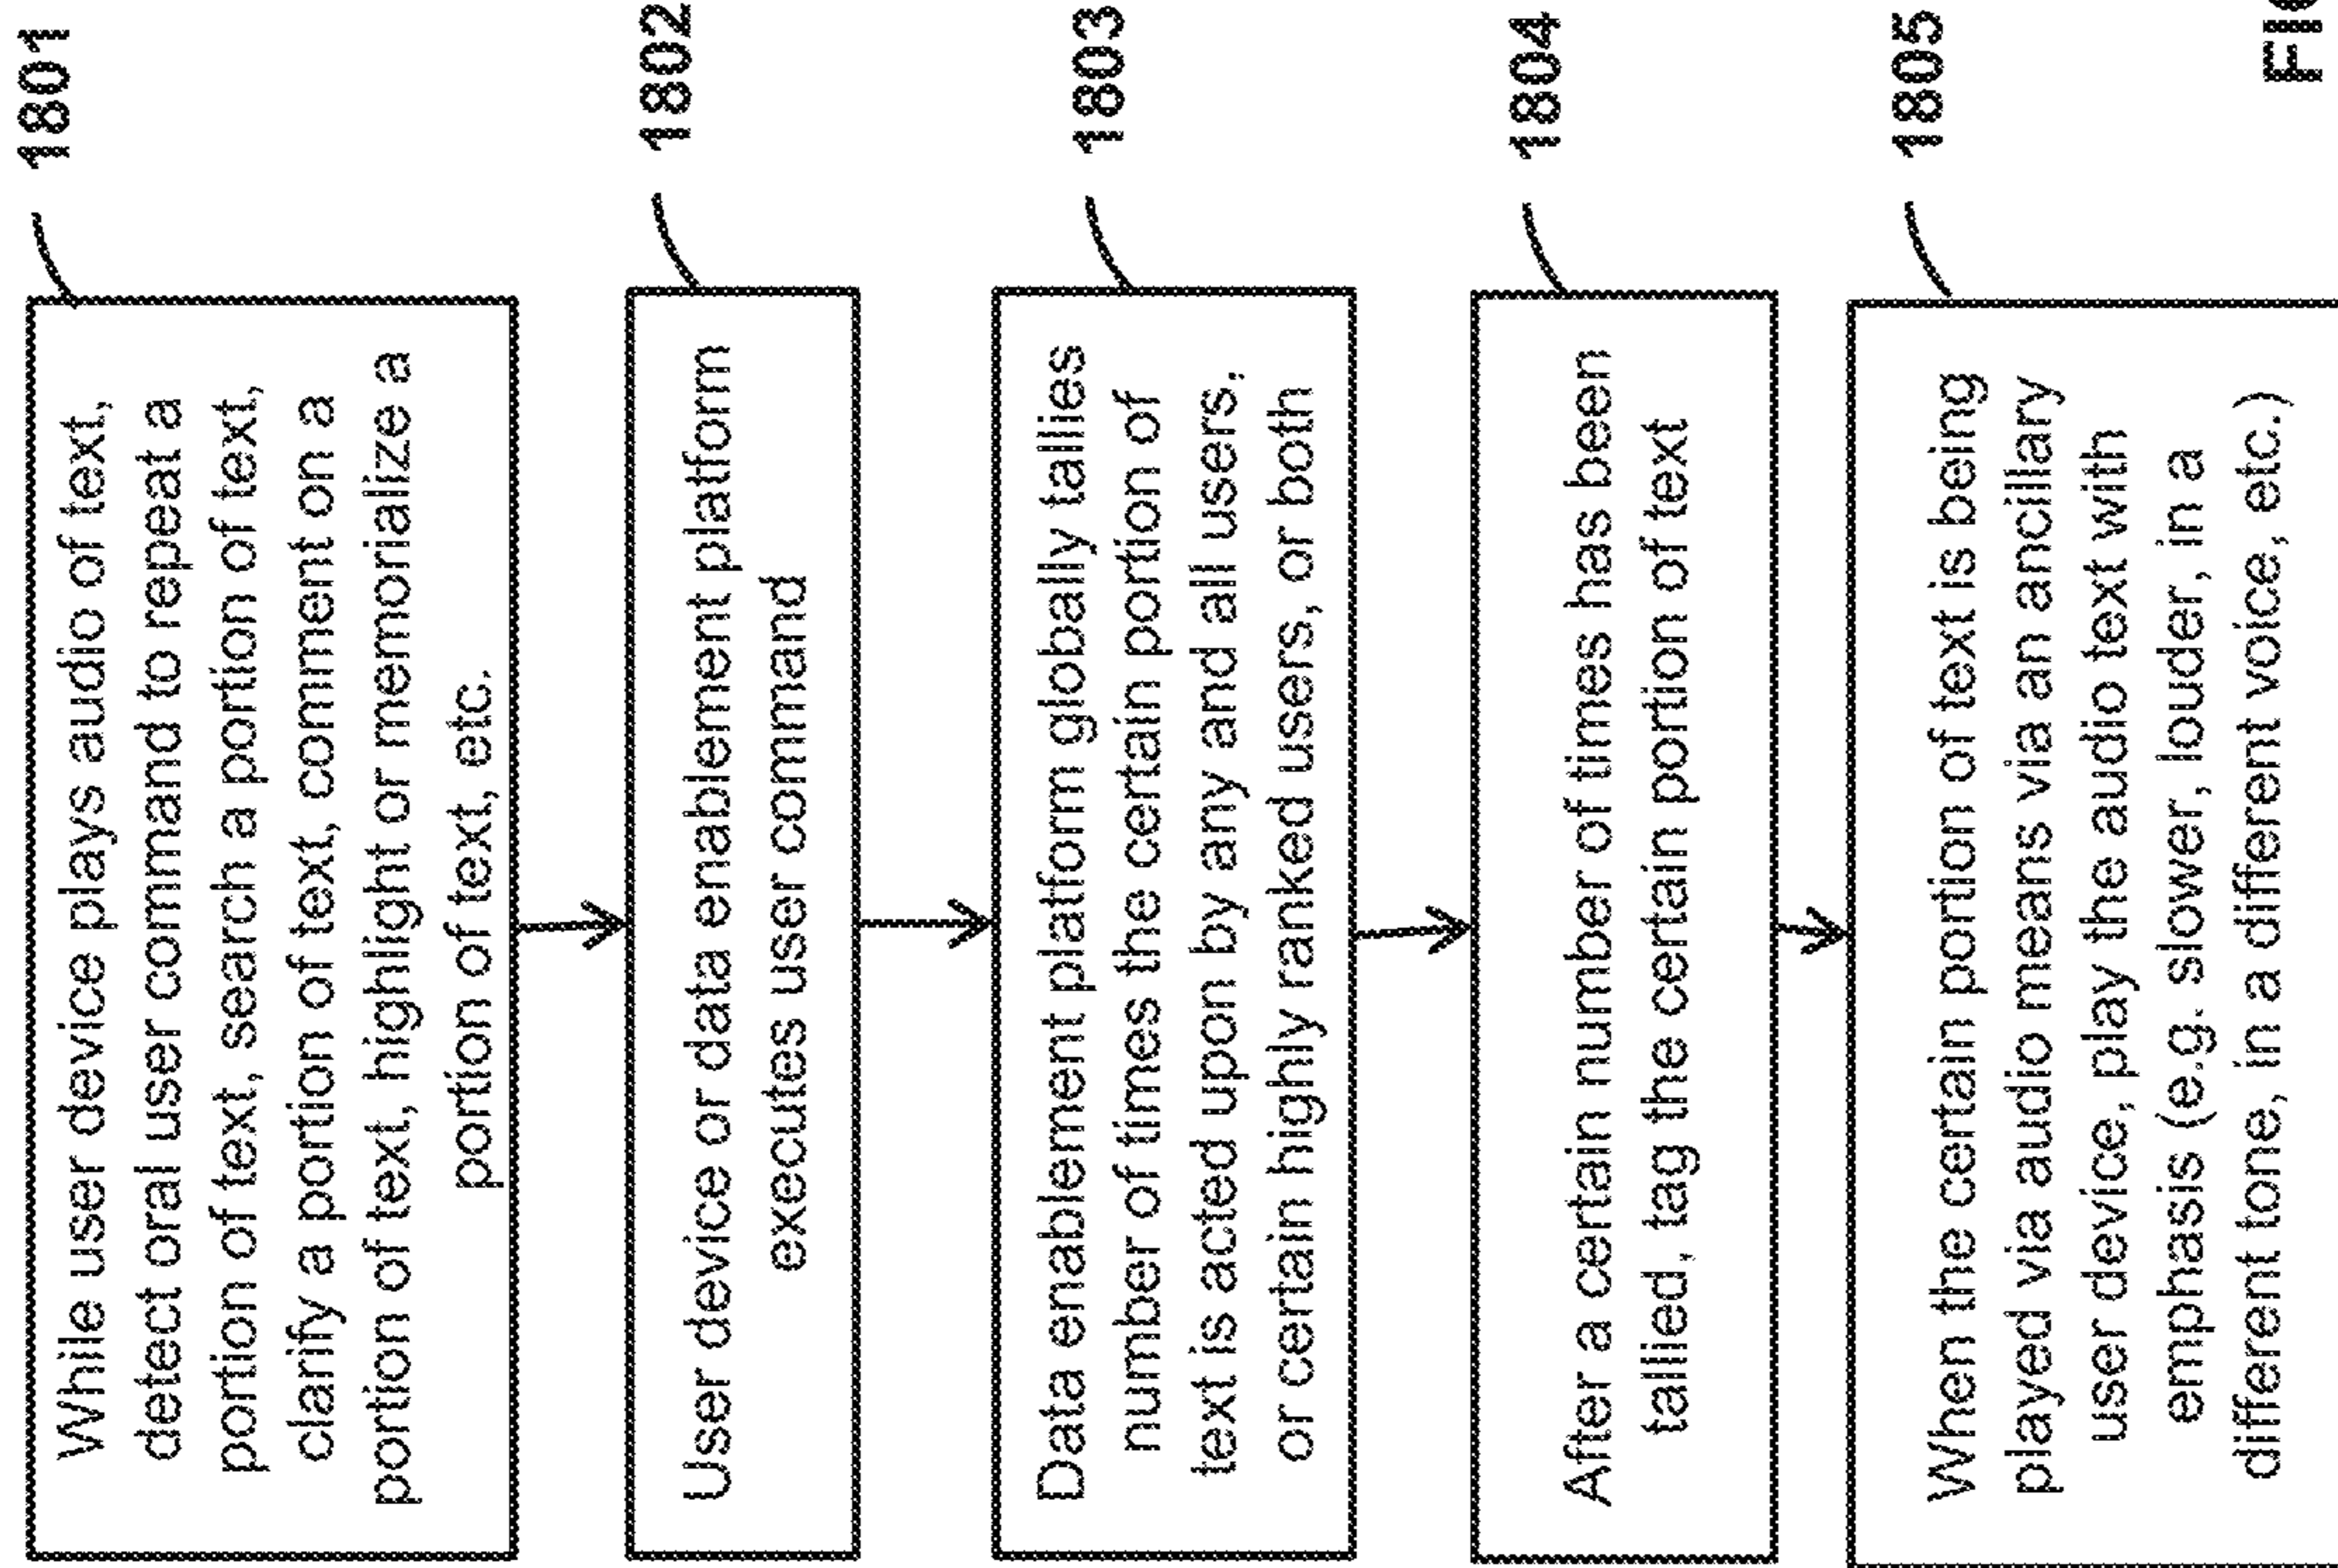 While user device plays audio of text,
detect oral user command to repeat a
portion of text, search a portion of text,
clarify a portion of text, comment on a
portion of text, highlight or memorialize a
portion of text, etc.
1801
User device or data enablement platform
executes user command
1802
Data enablement platform globally tallies
number of times the certain portion of
text is acted upon by any and all users,
or certain highly ranked users, or both
1803
After a certain number of times has been
tallied, tag the certain portion of text
1804
When the certain portion of text is being
played via audio means via an ancillary
user device, play the audio text with
emphasis (e.g. slower, louder, in a
different tone, in a different voice, etc.)
1805